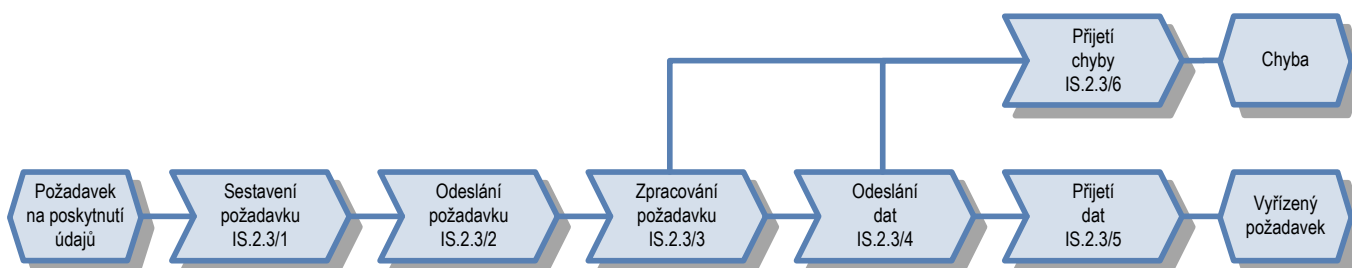 Přijetí
chyby
IS.2.3/6
Chyba
Požadavek
na poskytnutí
údajů
Sestavení
požadavku
IS.2.3/1
Odeslání
požadavku
IS.2.3/2
Zpracování
požadavku
IS.2.3/3
Odeslání
dat
IS.2.3/4
Přijetí
dat
IS.2.3/5
Vyřízený
požadavek